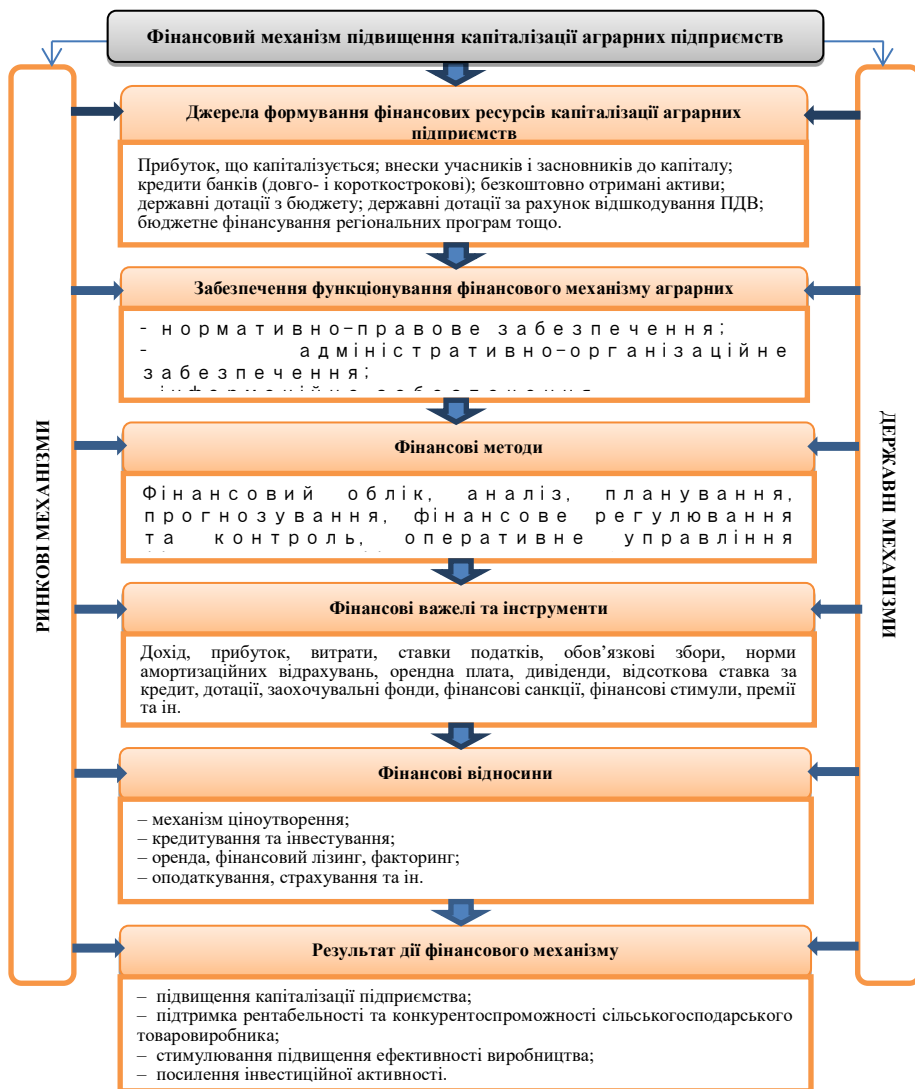 Фінансовий механізм підвищення капіталізації аграрних підприємств
Джерела формування фінансових ресурсів капіталізації аграрних
підприємств
Прибуток, що капіталізується; внески учасників і засновників до капіталу;
кредити банків (довго- і короткострокові); безкоштовно отримані активи;
державні дотації з бюджету; державні дотації за рахунок відшкодування ПДВ;
бюджетне фінансування регіональних програм тощо.
Забезпечення функціонування фінансового механізму аграрних
- нормативно-правове забезпечення;
- адміністративно-організаційне
забезпечення;
Фінансові методи
Фінансовий облік, аналіз, планування,
прогнозування, фінансове регулювання
та контроль, оперативне управління
Фінансові важелі та інструменти
Дохід, прибуток, витрати, ставки податків, обов’язкові збори, норми
амортизаційних відрахувань, орендна плата, дивіденди, відсоткова ставка за
кредит, дотації, заохочувальні фонди, фінансові санкції, фінансові стимули, премії
та ін.
Фінансові відносини
– механізм ціноутворення;
– кредитування та інвестування;
– оренда, фінансовий лізинг, факторинг;
– оподаткування, страхування та ін.
Результат дії фінансового механізму
– підвищення капіталізації підприємства;
– підтримка рентабельності та конкурентоспроможності сільськогосподарського
товаровиробника;
– стимулювання підвищення ефективності виробництва;
– посилення інвестиційної активності.
РИНКОВІ МЕХАНІЗМИ
ДЕРЖАВНІ МЕХАНІЗМИ